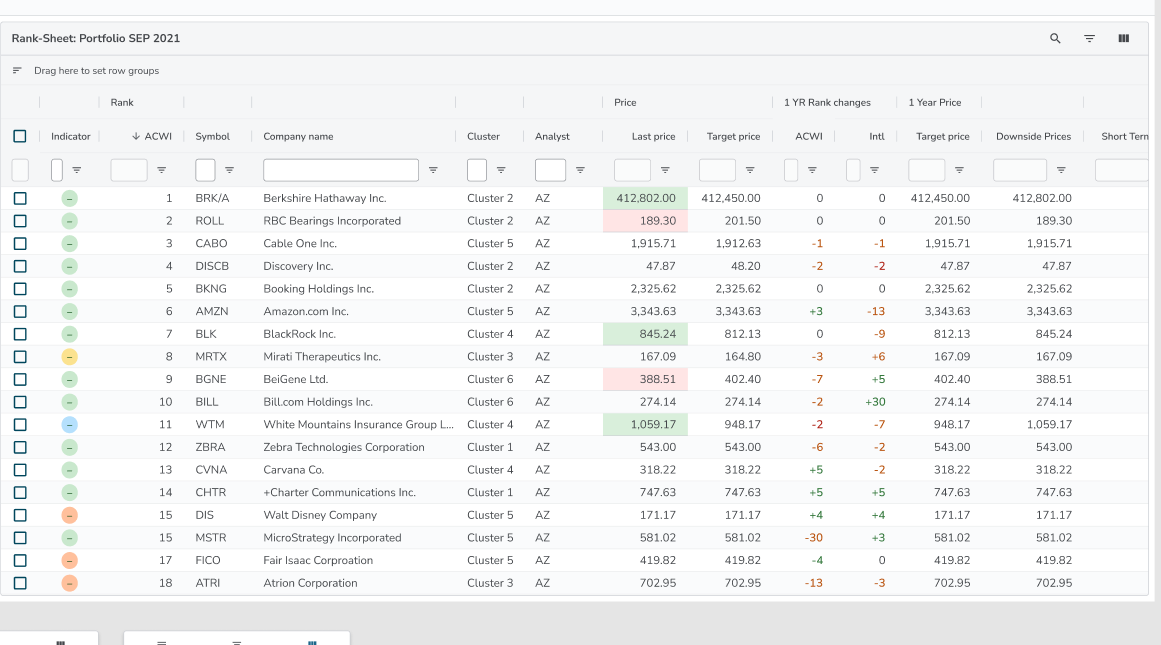 Rank-Sheet: Portfolio SEP 2021
Drag here to set row groups
Rank Price 1 YR Rank changes 1 Year Price
Indicator ACWI Symbol Company name Cluster Analyst Last price Target price ACWI Intl Target price Downside Prices Short Term
– 1 BRK/A Berkshire Hathaway Inc. Cluster 2 AZ 412,802.00 412,450.00 0 0 412,450.00 412,802.00
– 2 ROLL RBC Bearings Incorporated Cluster 2 AZ 189.30 201.50 0 0 201.50 189.30
– 3 CABO Cable One Inc. Cluster 5 AZ 1,915.71 1,912.63 -1 -1 1,915.71 1,915.71
– 4 DISCB Discovery Inc. Cluster 2 AZ 47.87 48.20 -2 -2 47.87 47.87
– 5 BKNG Booking Holdings Inc. Cluster 2 AZ 2,325.62 2,325.62 0 0 2,325.62 2,325.62
– 6 AMZN Amazon.com Inc. Cluster 5 AZ 3,343.63 3,343.63 +3 -13 3,343.63 3,343.63
– 7 BLK BlackRock Inc. Cluster 4 AZ 845.24 812.13 0 -9 812.13 845.24
– 8 MRTX Mirati Therapeutics Inc. Cluster 3 AZ 167.09 164.80 -3 +6 167.09 167.09
– 9 BGNE BeiGene Ltd. Cluster 6 AZ 388.51 402.40 -7 +5 402.40 388.51
– 10 BILL Bill.com Holdings Inc. Cluster 6 AZ 274.14 274.14 -2 +30 274.14 274.14
– 11 WTM White Mountains Insurance Group L... Cluster 4 AZ 1,059.17 948.17 -2 -7 948.17 1,059.17
– 12 ZBRA Zebra Technologies Corporation Cluster 1 AZ 543.00 543.00 -6 -2 543.00 543.00
– 13 CVNA Carvana Co. Cluster 4 AZ 318.22 318.22 +5 -2 318.22 318.22
– 14 CHTR +Charter Communications Inc. Cluster 1 AZ 747.63 747.63 +5 +5 747.63 747.63
– 15 DIS Walt Disney Company Cluster 5 AZ 171.17 171.17 +4 +4 171.17 171.17
– 15 MSTR MicroStrategy Incorporated Cluster 5 AZ 581.02 581.02 -30 +3 581.02 581.02
– 17 FICO Fair Isaac Corproation Cluster 5 AZ 419.82 419.82 -4 0 419.82 419.82
– 18 ATRI Atrion Corporation Cluster 3 AZ 702.95 702.95 -13 -3 702.95 702.95